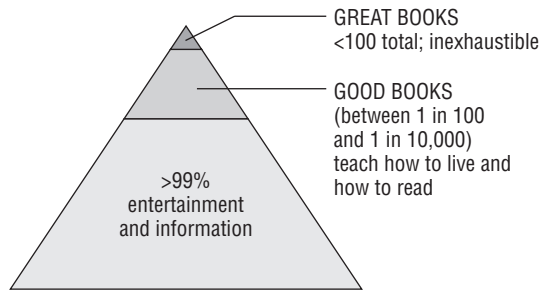 GREAT BOOKS
<100 total; inexhaustible
GOOD BOOKS
(between 1 in 100
and 1 in 10,000)
teach how to live and
how to read
>99%
entertainment
and information